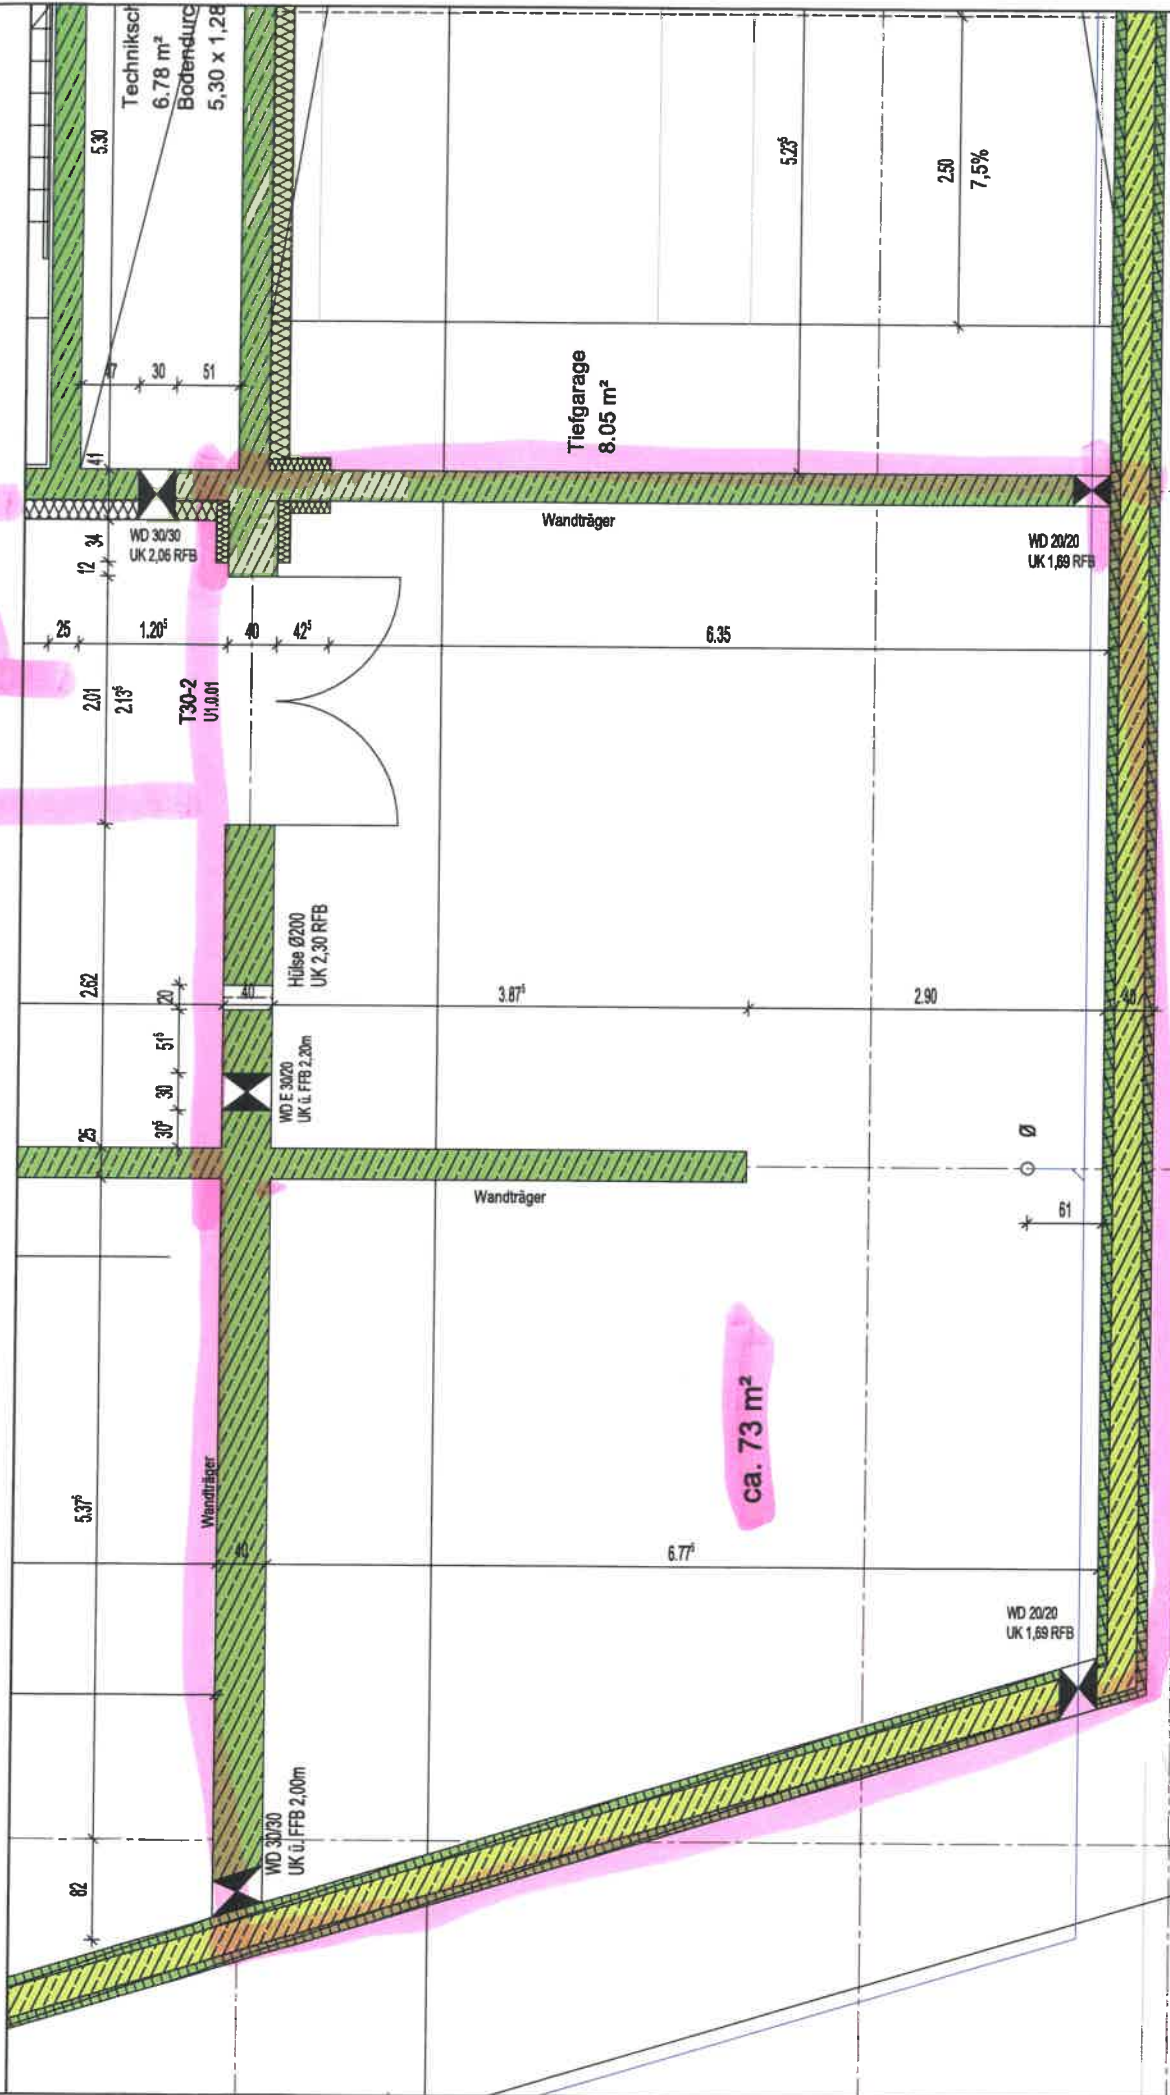 Techniksch
6.78 m²
Bodendurc
5,30 x 1,28
5.30
5.23⁵
2.50
7,5%
47
30
51
41
Tiefgarage
8.05 m²
WD 30/30
UK 2,06 RFB
34
12
Wandträger
WD 20/20
UK 1,69 RFB
25
1.20⁵
40
42⁵
6.35
2.01
2.13⁵
T30-2
U1.0.01
Hülse Ø200
UK 2,30 RFB
2.62
20
40
3.87⁵
2.90
40
51⁵
30
30⁵
25
WD E 30/20
UK ü. FFB 2,20m
Ø
Wandträger
61
ca. 73 m²
5.37⁵
Wandträger
40
6.77⁵
WD 20/20
UK 1,69 RFB
WD 30/30
UK ü. FFB 2,00m
82